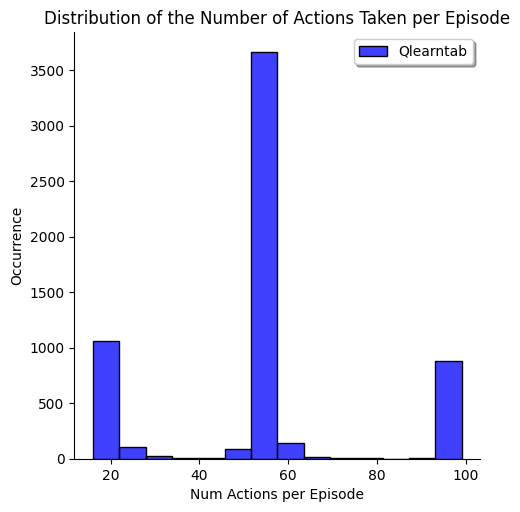 Distribution of the Number of Actions Taken per Episode
Qlearntab
3500
3000
2500
2000
1500
1000
500
0
Occurrence
20 40 60 80 100
Num Actions per Episode